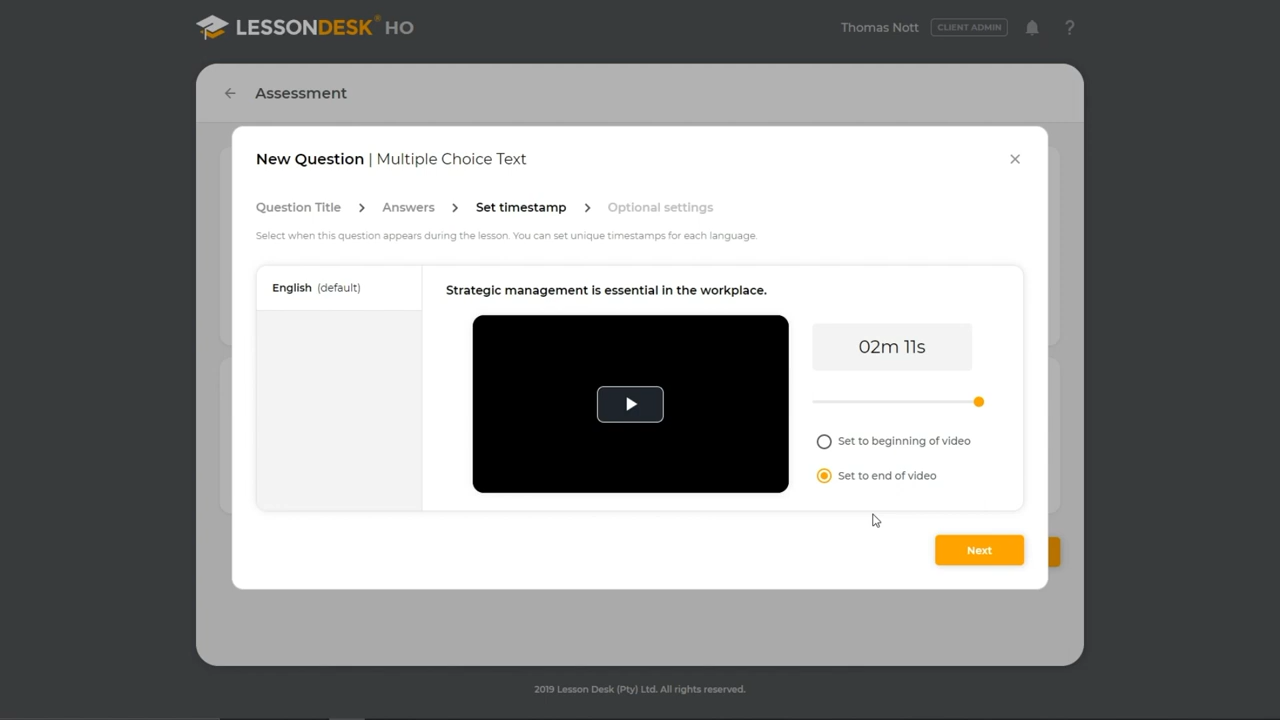 LESSONDESK® HO
Thomas Nott CLIENT ADMIN ?
Assessment
New Question | Multiple Choice Text
Question Title > Answers > Set timestamp > Optional settings
Select when this question appears during the lesson. You can set unique timestamps for each language.
English (default)
Strategic management is essential in the workplace.
02m 11s
Set to beginning of video
Set to end of video
Next
2019 Lesson Desk (Pty) Ltd. All rights reserved.